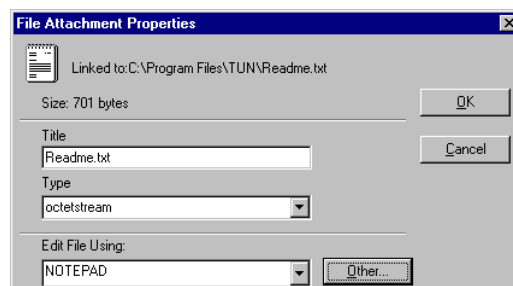 File Attachment Properties
Linked to:C:\Program Files\TUN\Readme.txt
Size: 701 bytes
OK
Title
Readme.txt
Cancel
Type
octetstream
Edit File Using:
NOTEPAD
Other...